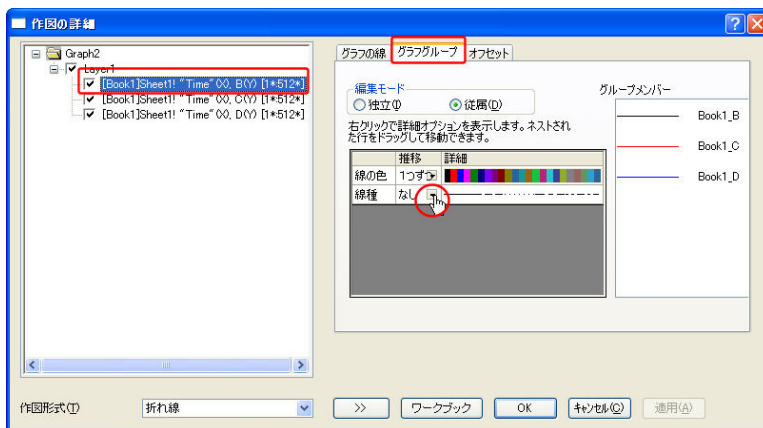 作図の詳細
Graph2
Layer1
[Book1]Sheet1! "Time"(X), B(Y) [1*:512*]
[Book1]Sheet1! "Time"(X), C(Y) [1*:512*]
[Book1]Sheet1! "Time"(X), D(Y) [1*:512*]
グラフの線 グラフグループ オフセット
編集モード
独立(I) 従属(D)
グループメンバー
右クリックで詳細オプションを表示します。ネストされ
た行をドラッグして移動できます。
推移 詳細
線の色 1つずつ
線種 なし
Book1_B
Book1_C
Book1_D
作図形式(T) 折れ線 >> ワークブック OK キャンセル(C) 適用(A)